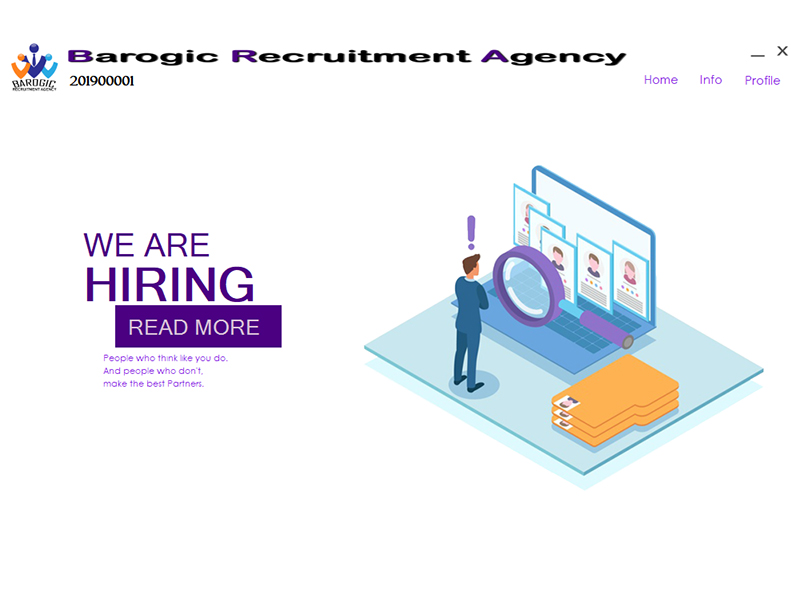 Barogic Recruitment Agency
BAROGIC
RECRUITMENT AGENCY
201900001
Home Info Profile
WE ARE
HIRING
READ MORE
People who think like you do.
And people who don't,
make the best Partners.